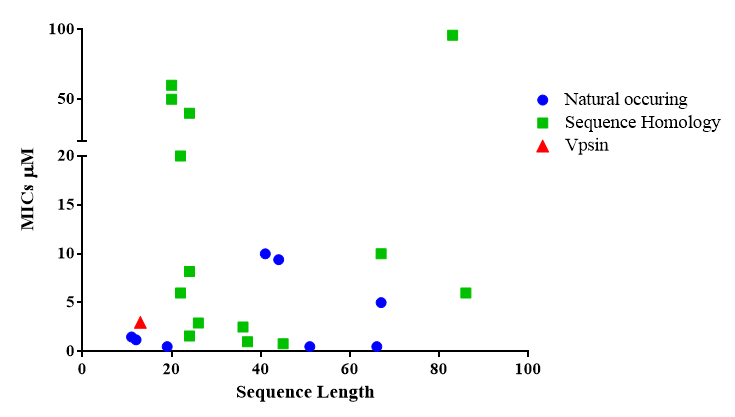 100
50
20
15
10
5
0
MICs µM
0 20 40 60 80 100
Sequence Length
Natural occuring
Sequence Homology
Vpsin